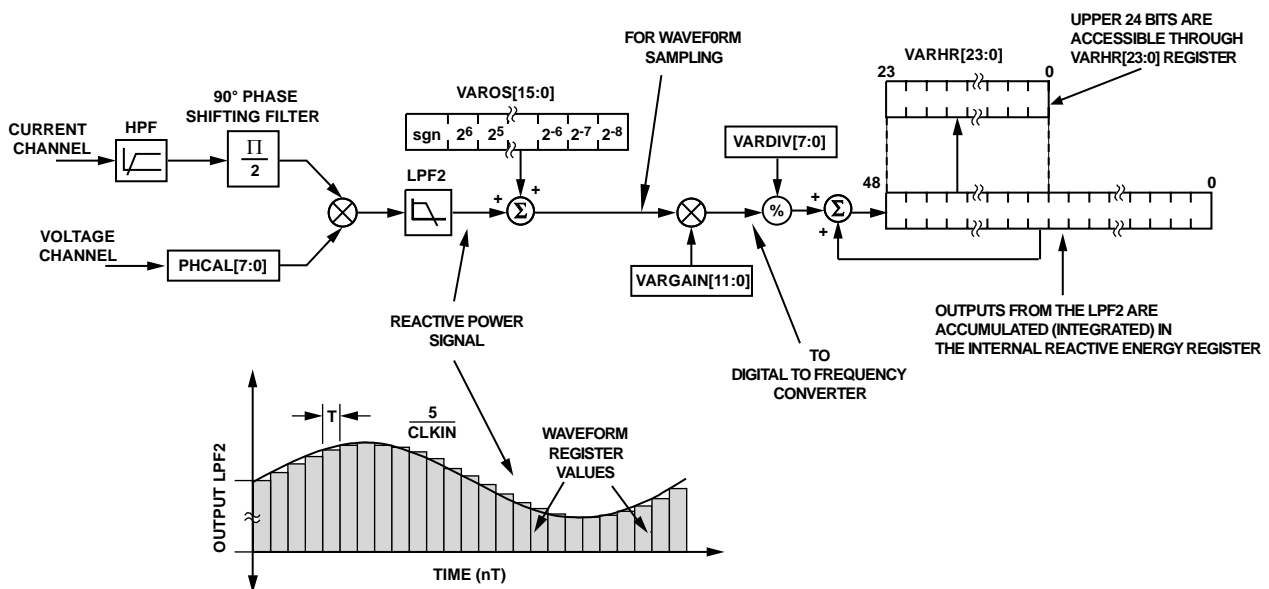 UPPER 24 BITS ARE
ACCESSIBLE THROUGH
VARHR[23:0] REGISTER
FOR WAVEF0RM
SAMPLING
VARHR[23:0]
23
0
90° PHASE
SHIFTING FILTER
HPF
CURRENT
CHANNEL
Π
2
VAROS[15:0]
sgn 2⁶ 2⁵ 2⁻⁶ 2⁻⁷ 2⁻⁸
VARDIV[7:0]
LPF2
+
+
Σ
%
+
+
Σ
48
0
VOLTAGE
CHANNEL
PHCAL[7:0]
VARGAIN[11:0]
REACTIVE POWER
SIGNAL
TO
DIGITAL TO FREQUENCY
CONVERTER
OUTPUTS FROM THE LPF2 ARE
ACCUMULATED (INTEGRATED) IN
THE INTERNAL REACTIVE ENERGY REGISTER
OUTPUT LPF2
T
5
CLKIN
WAVEFORM
REGISTER
VALUES
TIME (nT)